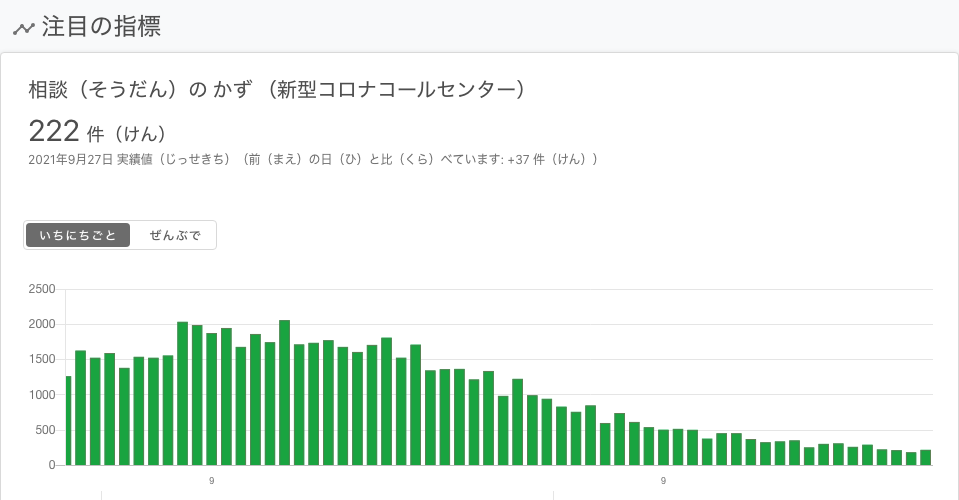 注目の指標
相談（そうだん）の かず （新型コロナコールセンター）
222 件（けん）
2021年9月27日 実績値（じっせきち）（前（まえ）の日（ひ）と比（くら）べています: +37 件（けん））
いちにちごと ぜんぶで
2500
2000
1500
1000
500
0
9 9